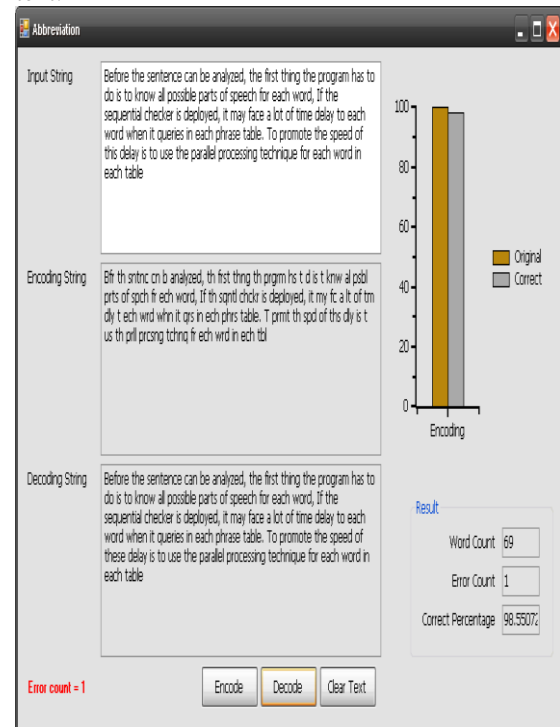 Abbreviation
Input String
Before the sentence can be analyzed, the first thing the program has to
do is to know all possible parts of speech for each word, If the
sequential checker is deployed, it may face a lot of time delay to each
word when it queries in each phrase table. To promote the speed of
this delay is to use the parallel processing technique for each word in
each table
Encoding String
Bfr th sntnc cn b analyzed, th frst thng th prgrm hs t d is t knw al psbl
prts of spch fr ech word, If th sqntl chckr is deployed, it my fc a lt of tm
dly t ech wrd whn it qrs in ech phrs table. T prmt th spd of ths dly is t
us th prll prcsng tchnq fr ech wrd in ech tbl
Decoding String
Before the sentence can be analyzed, the first thing the program has to
do is to know all possible parts of speech for each word, If the
sequential checker is deployed, it may face a lot of time delay to each
word when it queries in each phrase table. To promote the speed of
these delay is to use the parallel processing technique for each word in
each table
Error count = 1
Encode
Decode
Clear Text
100
80
60
40
20
0
Encoding
Original
Correct
Result
Word Count 69
Error Count 1
Correct Percentage 98.55072